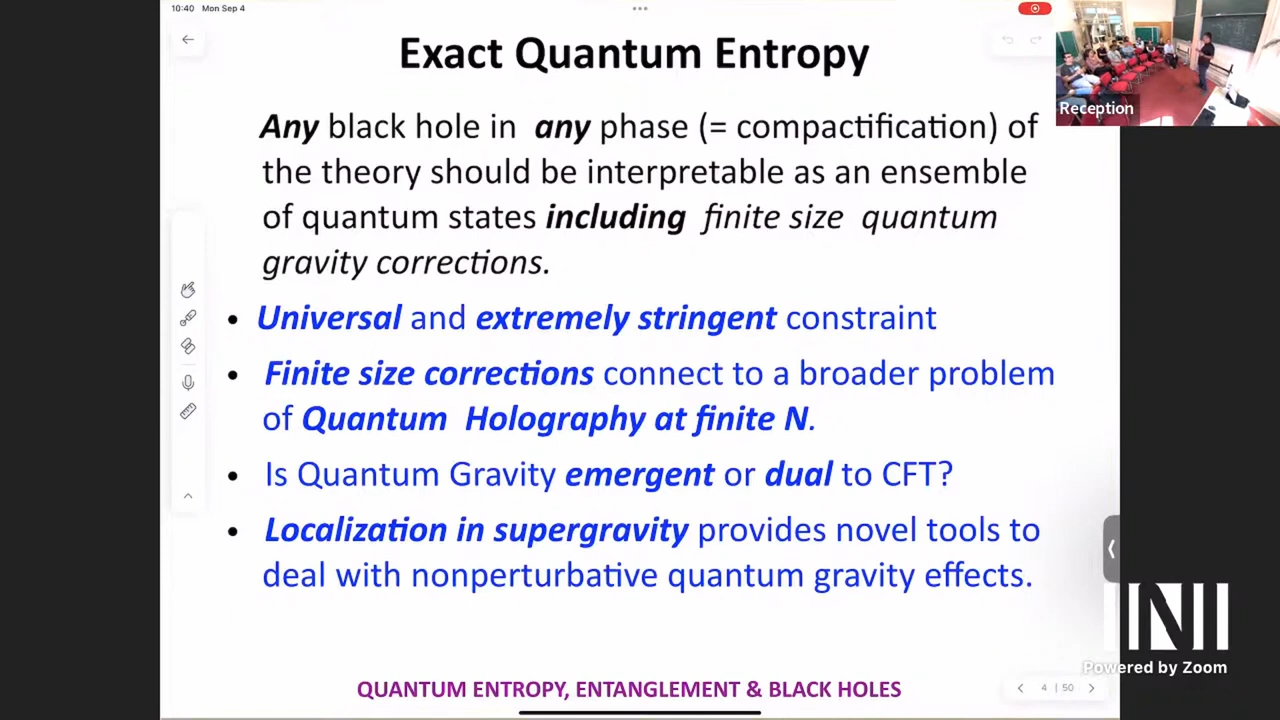 10:40 Mon Sep 4
Exact Quantum Entropy
Any black hole in any phase (= compactification) of
the theory should be interpretable as an ensemble
of quantum states including finite size quantum
gravity corrections.
• Universal and extremely stringent constraint
• Finite size corrections connect to a broader problem
of Quantum Holography at finite N.
• Is Quantum Gravity emergent or dual to CFT?
• Localization in supergravity provides novel tools to
deal with nonperturbative quantum gravity effects.
QUANTUM ENTROPY, ENTANGLEMENT & BLACK HOLES
4 | 50
Reception
INI
Powered by Zoom